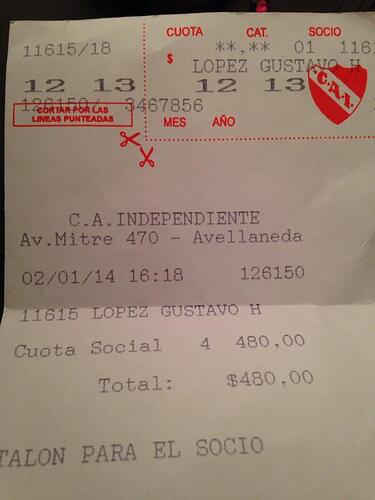 CUOTA CAT. SOCIO
11615/18 $ **,** 01 116
LOPEZ GUSTAVO H
12 13 12 13
126150/ 3467856
CORTAR POR LAS
LINEAS PUNTEADAS
MES AÑO
C.A.I.
C.A.INDEPENDIENTE
Av.Mitre 470 - Avellaneda
02/01/14 16:18 126150
11615 LOPEZ GUSTAVO H
Cuota Social 4 480,00
Total: $480,00
TALON PARA EL SOCIO